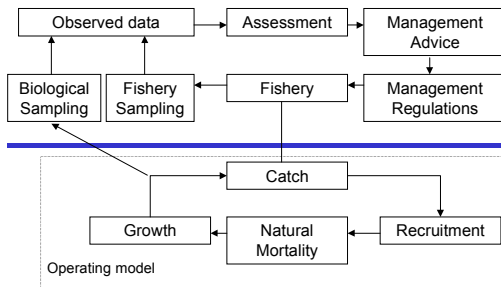 Observed data
Assessment
Management
Advice
Biological
Sampling
Fishery
Sampling
Fishery
Management
Regulations
Catch
Growth
Natural
Mortality
Recruitment
Operating model